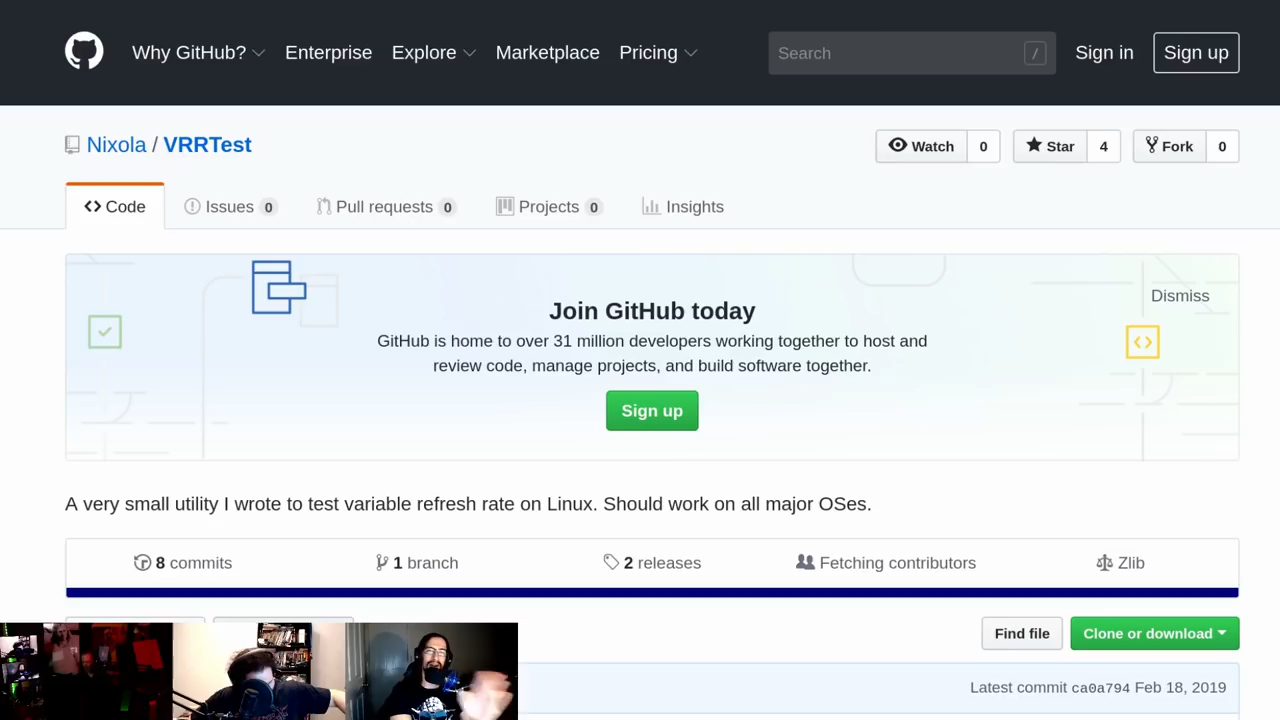 Why GitHub? Enterprise Explore Marketplace Pricing Search / Sign in Sign up
Nixola / VRRTest Watch 0 Star 4 Fork 0
Code Issues 0 Pull requests 0 Projects 0 Insights
Dismiss
Join GitHub today
GitHub is home to over 31 million developers working together to host and
review code, manage projects, and build software together.
Sign up
A very small utility I wrote to test variable refresh rate on Linux. Should work on all major OSes.
8 commits 1 branch 2 releases Fetching contributors Zlib
Find file Clone or download
Latest commit ca0a794 Feb 18, 2019